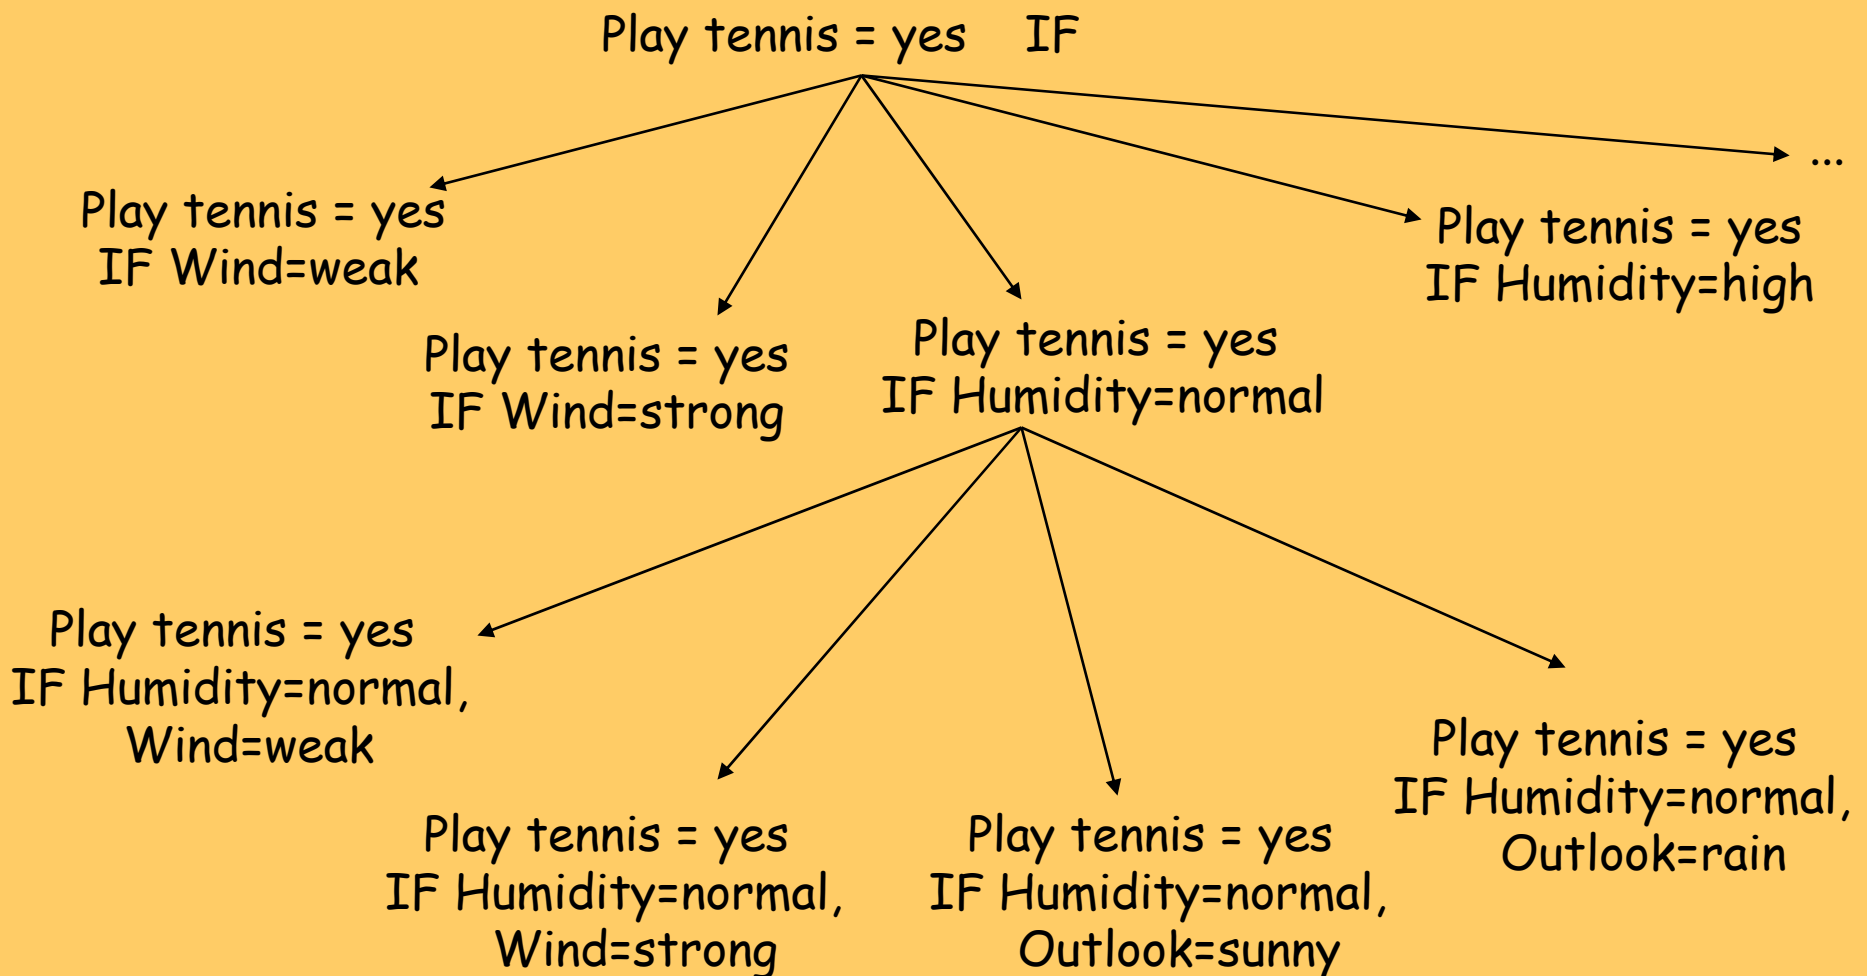 Play tennis = yes IF
...
Play tennis = yes
IF Wind=weak
Play tennis = yes
IF Humidity=high
Play tennis = yes
IF Wind=strong
Play tennis = yes
IF Humidity=normal
Play tennis = yes
IF Humidity=normal,
Wind=weak
Play tennis = yes
IF Humidity=normal,
Wind=strong
Play tennis = yes
IF Humidity=normal,
Outlook=sunny
Play tennis = yes
IF Humidity=normal,
Outlook=rain